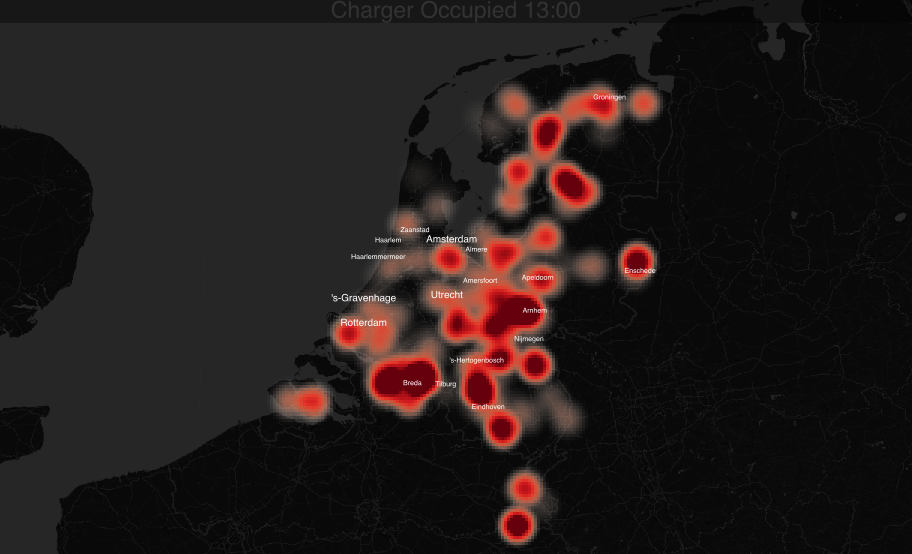 Charger Occupied 13:00
Groningen
Zaanstad
Haarlem
Amsterdam
Almere
Haarlemmermeer
Enschede
Amersfoort
Apeldoorn
's-Gravenhage
Utrecht
Arnhem
Rotterdam
Nijmegen
's-Hertogenbosch
Breda
Tilburg
Eindhoven